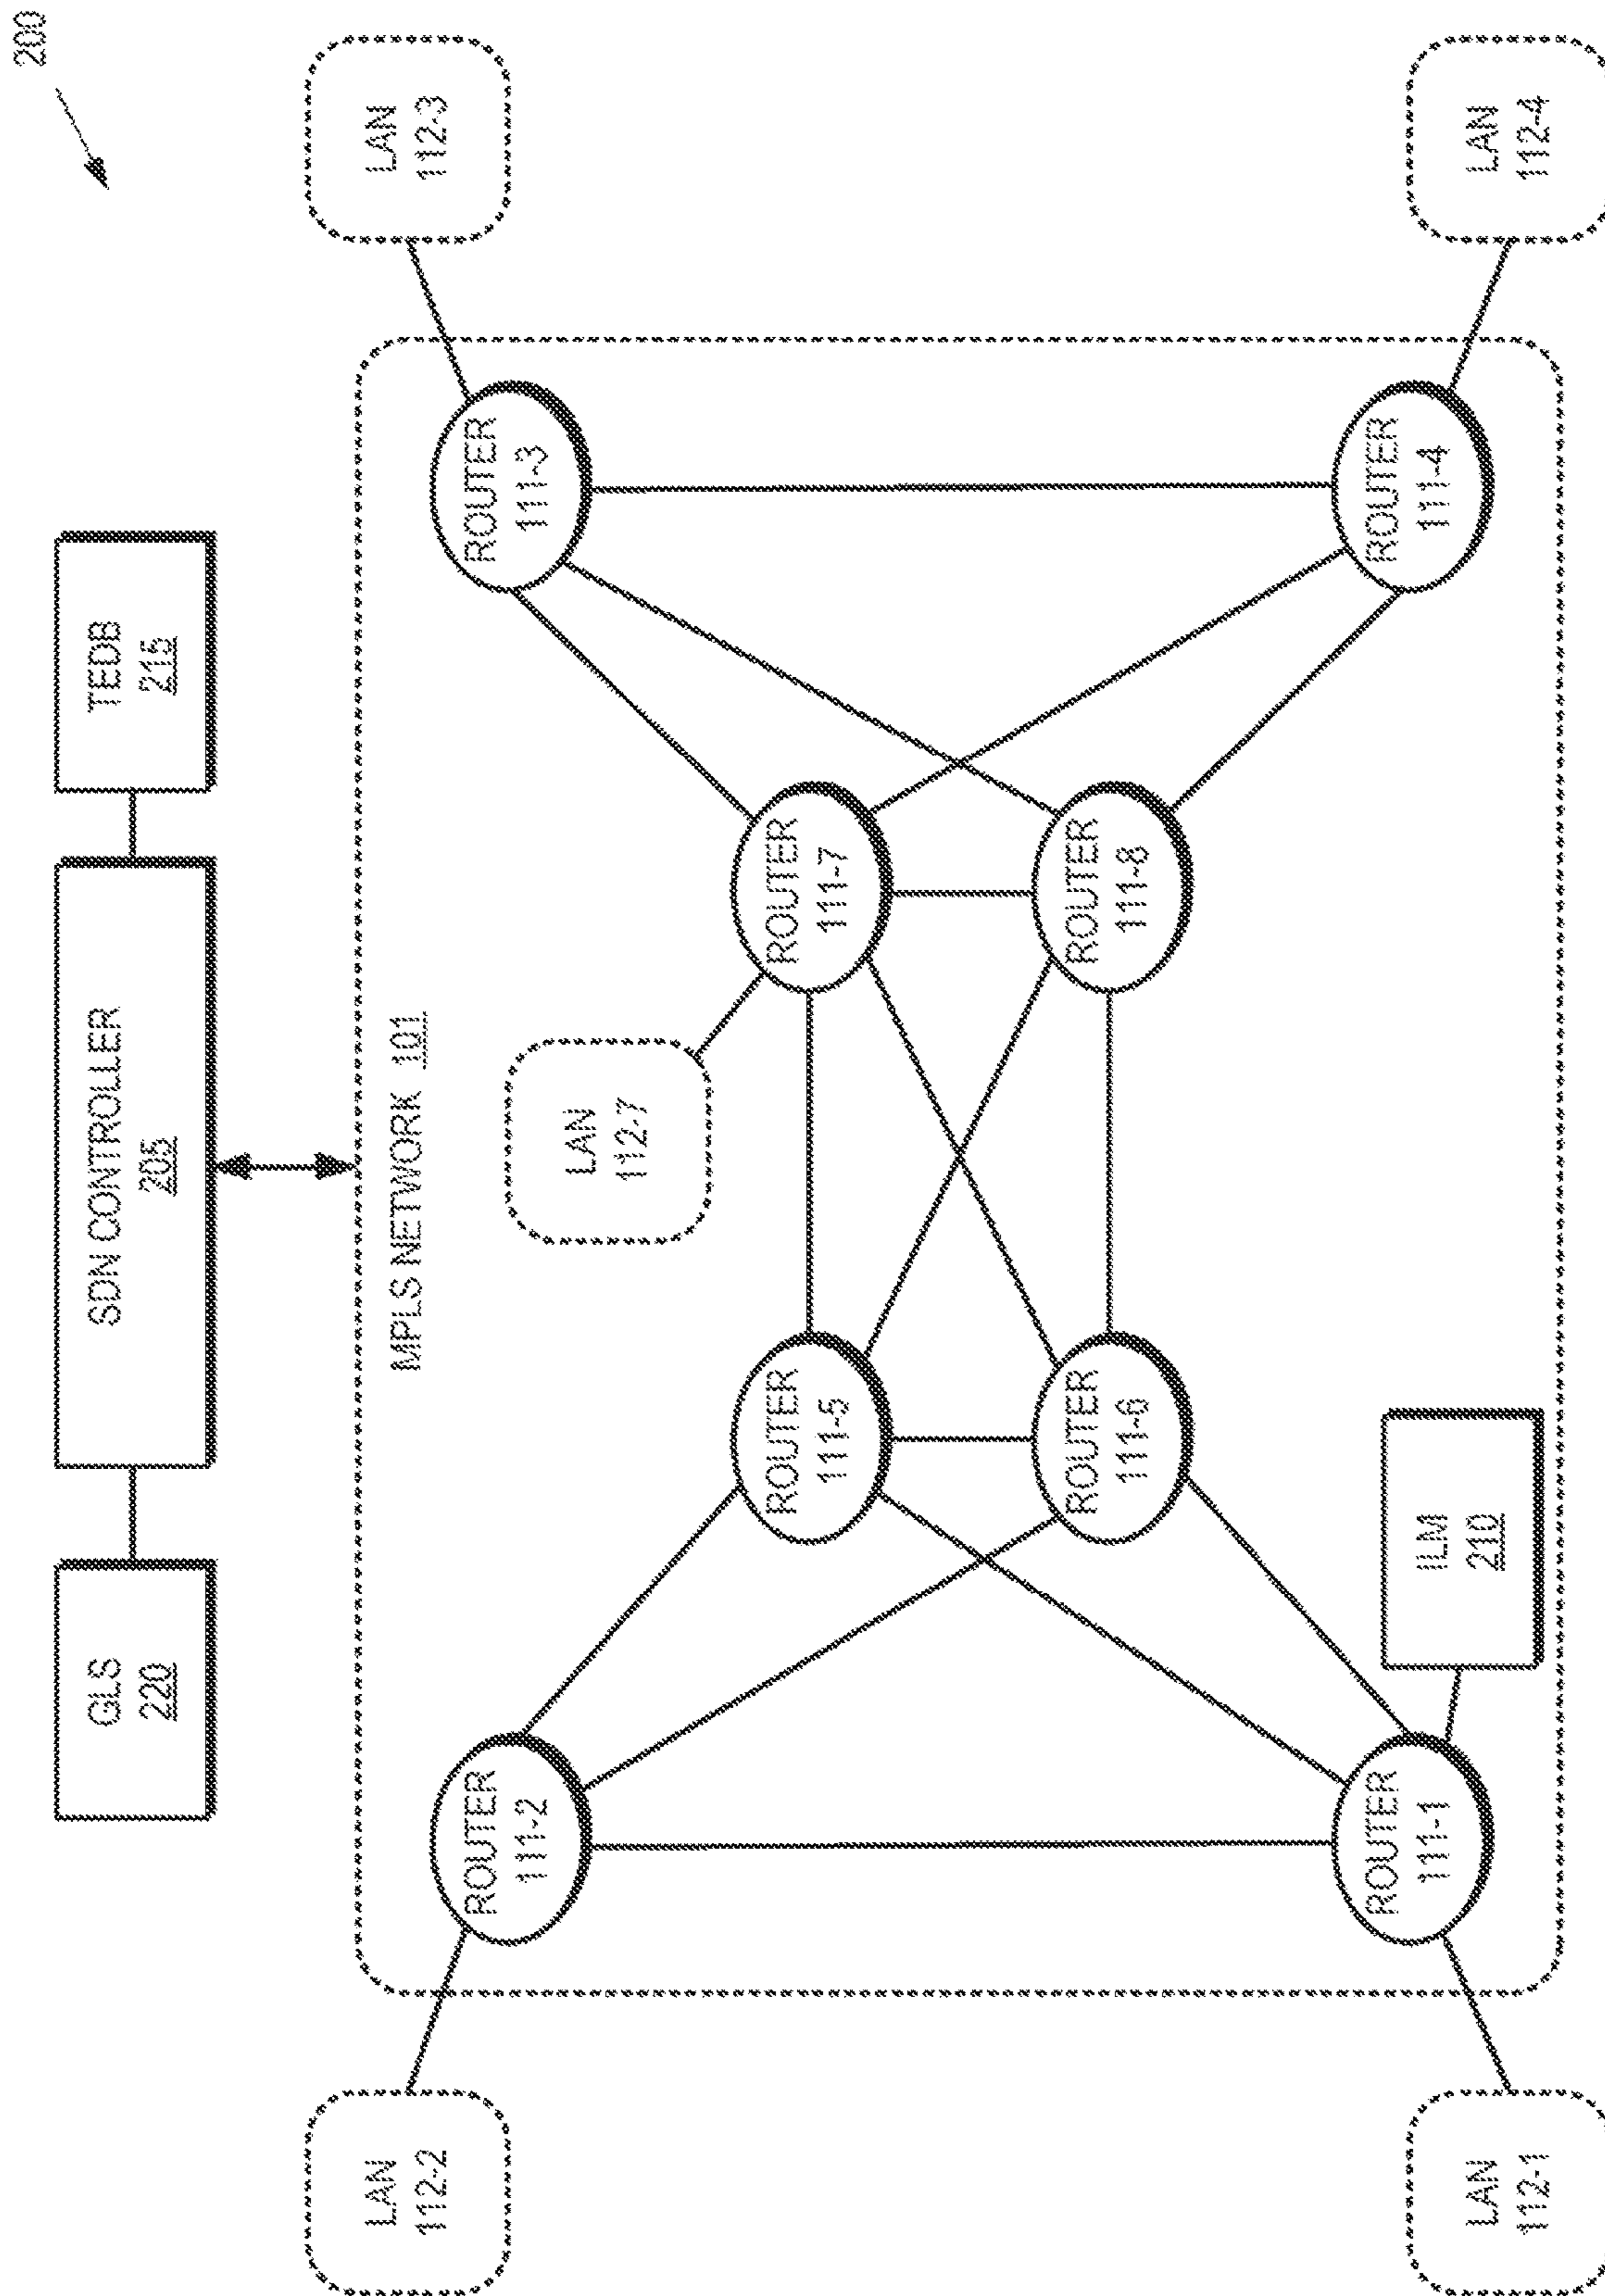 200
GLS
220
SDN CONTROLLER
205
TEDB
215
MPLS NETWORK 101
LAN
112-2
LAN
112-3
ROUTER
111-2
ROUTER
111-3
LAN
112-7
ROUTER
111-5
ROUTER
111-7
ROUTER
111-6
ROUTER
111-8
ROUTER
111-1
ILM
210
ROUTER
111-4
LAN
112-1
LAN
112-4